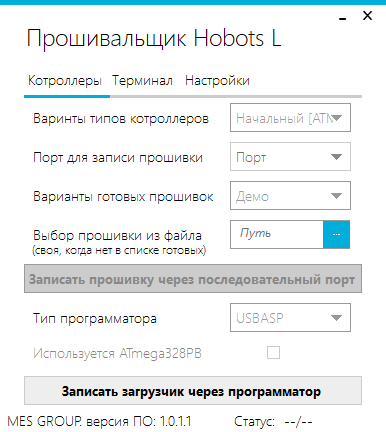 Прошивальщик Hobots L
Котроллеры Терминал Настройки
Варинты типов котроллеров Начальный [ATM
Порт для записи прошивки Порт
Варианты готовых прошивок Демо
Выбор прошивки из файла Путь ...
(своя, когда нет в списке готовых)
Записать прошивку через последовательный порт
Тип программатора USBASP
Используется ATmega328PB
Записать загрузчик через программатор
MES GROUP. версия ПО: 1.0.1.1 Статус: --/--